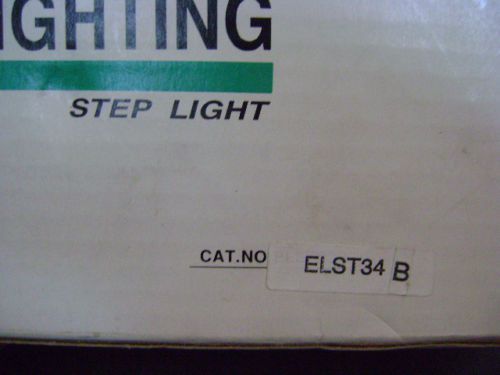 IGHTING
STEP LIGHT
CAT.NO ELST34 B